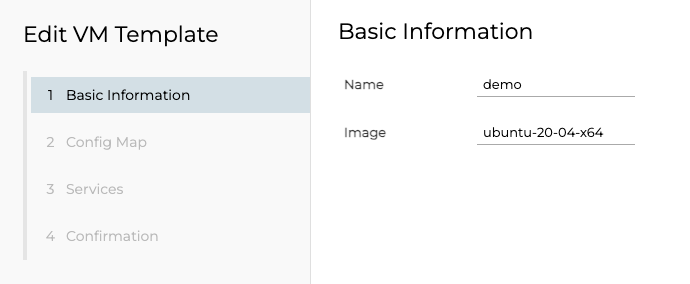 Edit VM Template
1 Basic Information
2 Config Map
3 Services
4 Confirmation
Basic Information
Name demo
Image ubuntu-20-04-x64